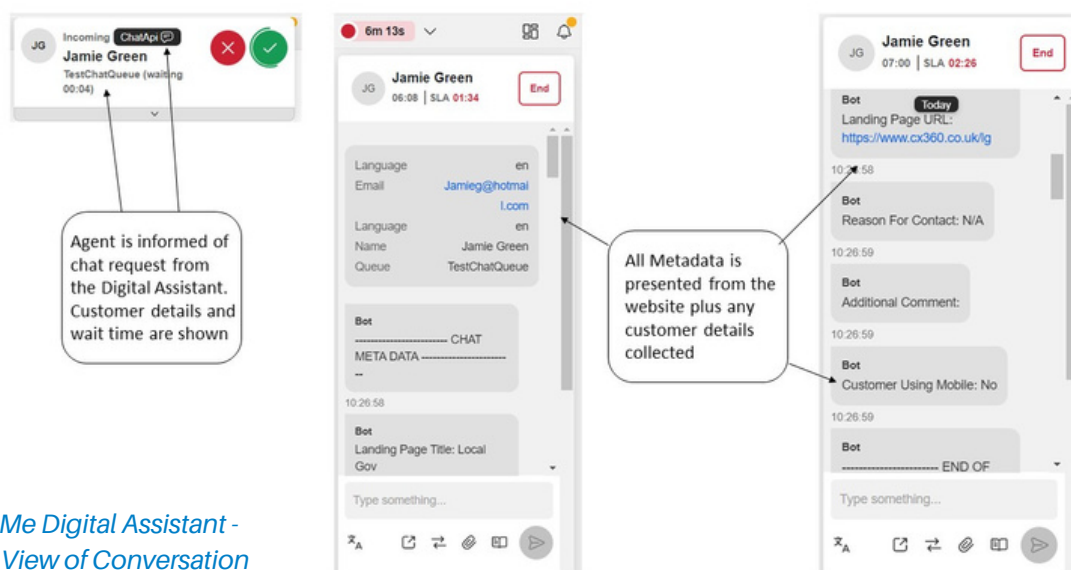 JG
Incoming ChatApi
Jamie Green
TestChatQueue (waiting
00:04)
Agent is informed of
chat request from
the Digital Assistant.
Customer details and
wait time are shown
Me Digital Assistant -
View of Conversation
6m 13s
JG
Jamie Green
06:08 | SLA 01:34
End
Language en
Email Jamieg@hotmai
l.com
Language en
Name Jamie Green
Queue TestChatQueue
Bot
----------------------- CHAT
META DATA ---------------------
--
10:26:58
Bot
Landing Page Title: Local
Gov
Type something...
All Metadata is
presented from the
website plus any
customer details
collected
JG
Jamie Green
07:00 | SLA 02:26
End
Today
Bot
Landing Page URL:
https://www.cx360.co.uk/lg
10:26:58
Bot
Reason For Contact: N/A
10:26:59
Bot
Additional Comment:
10:26:59
Bot
Customer Using Mobile: No
10:26:59
Bot
------------------------ END OF
Type something...